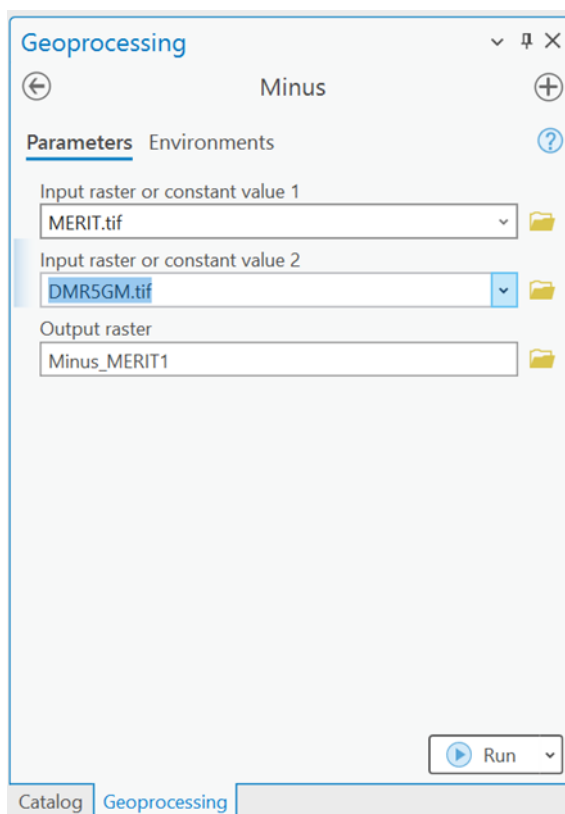 Geoprocessing
Minus
Parameters Environments
Input raster or constant value 1
MERIT.tif
Input raster or constant value 2
DMR5GM.tif
Output raster
Minus_MERIT1
Run
Catalog Geoprocessing